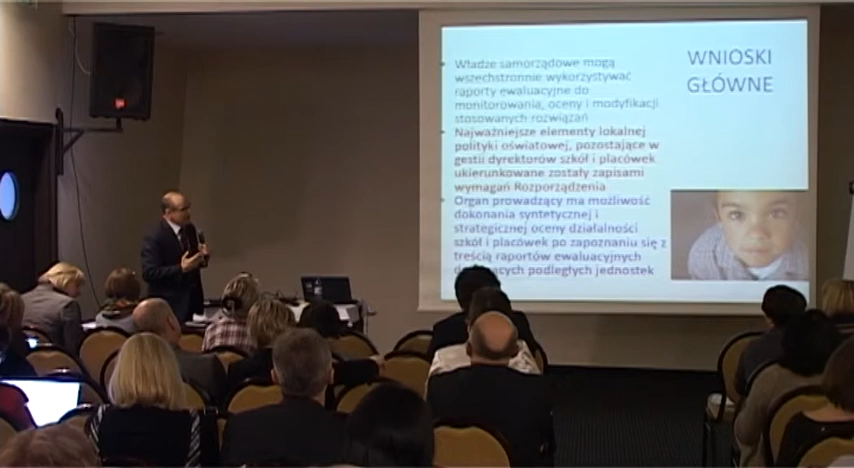 WNIOSKI
GŁÓWNE
Władze samorządowe mogą
wszechstronnie wykorzystywać
raporty ewaluacyjne do
monitorowania, oceny i modyfikacji
stosowanych rozwiązań
Najważniejsze elementy lokalnej
polityki oświatowej, pozostające w
gestii dyrektorów szkół i placówek
ukierunkowane zostały zapisami
wymagań Rozporządzenia
Organ prowadzący ma możliwość
dokonania syntetycznej i
strategicznej oceny działalności
szkół i placówek po zapoznaniu się z
treścią raportów ewaluacyjnych
podległych jednostek